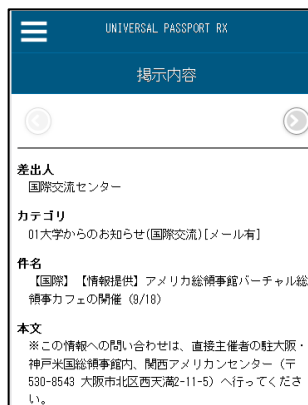 UNIVERSAL PASSPORT RX
掲示内容
差出人
国際交流センター
カテゴリ
01大学からのお知らせ(国際交流)[メール有]
件名
【国際】【情報提供】アメリカ総領事館バーチャル総
領事カフェの開催 (9/18)
本文
※この情報への問い合わせは、直接主催者の駐大阪・
神戸米国総領事館内、関西アメリカンセンター（〒
530-8543 大阪市北区西天満2-11-5）へ行ってくださ
い。